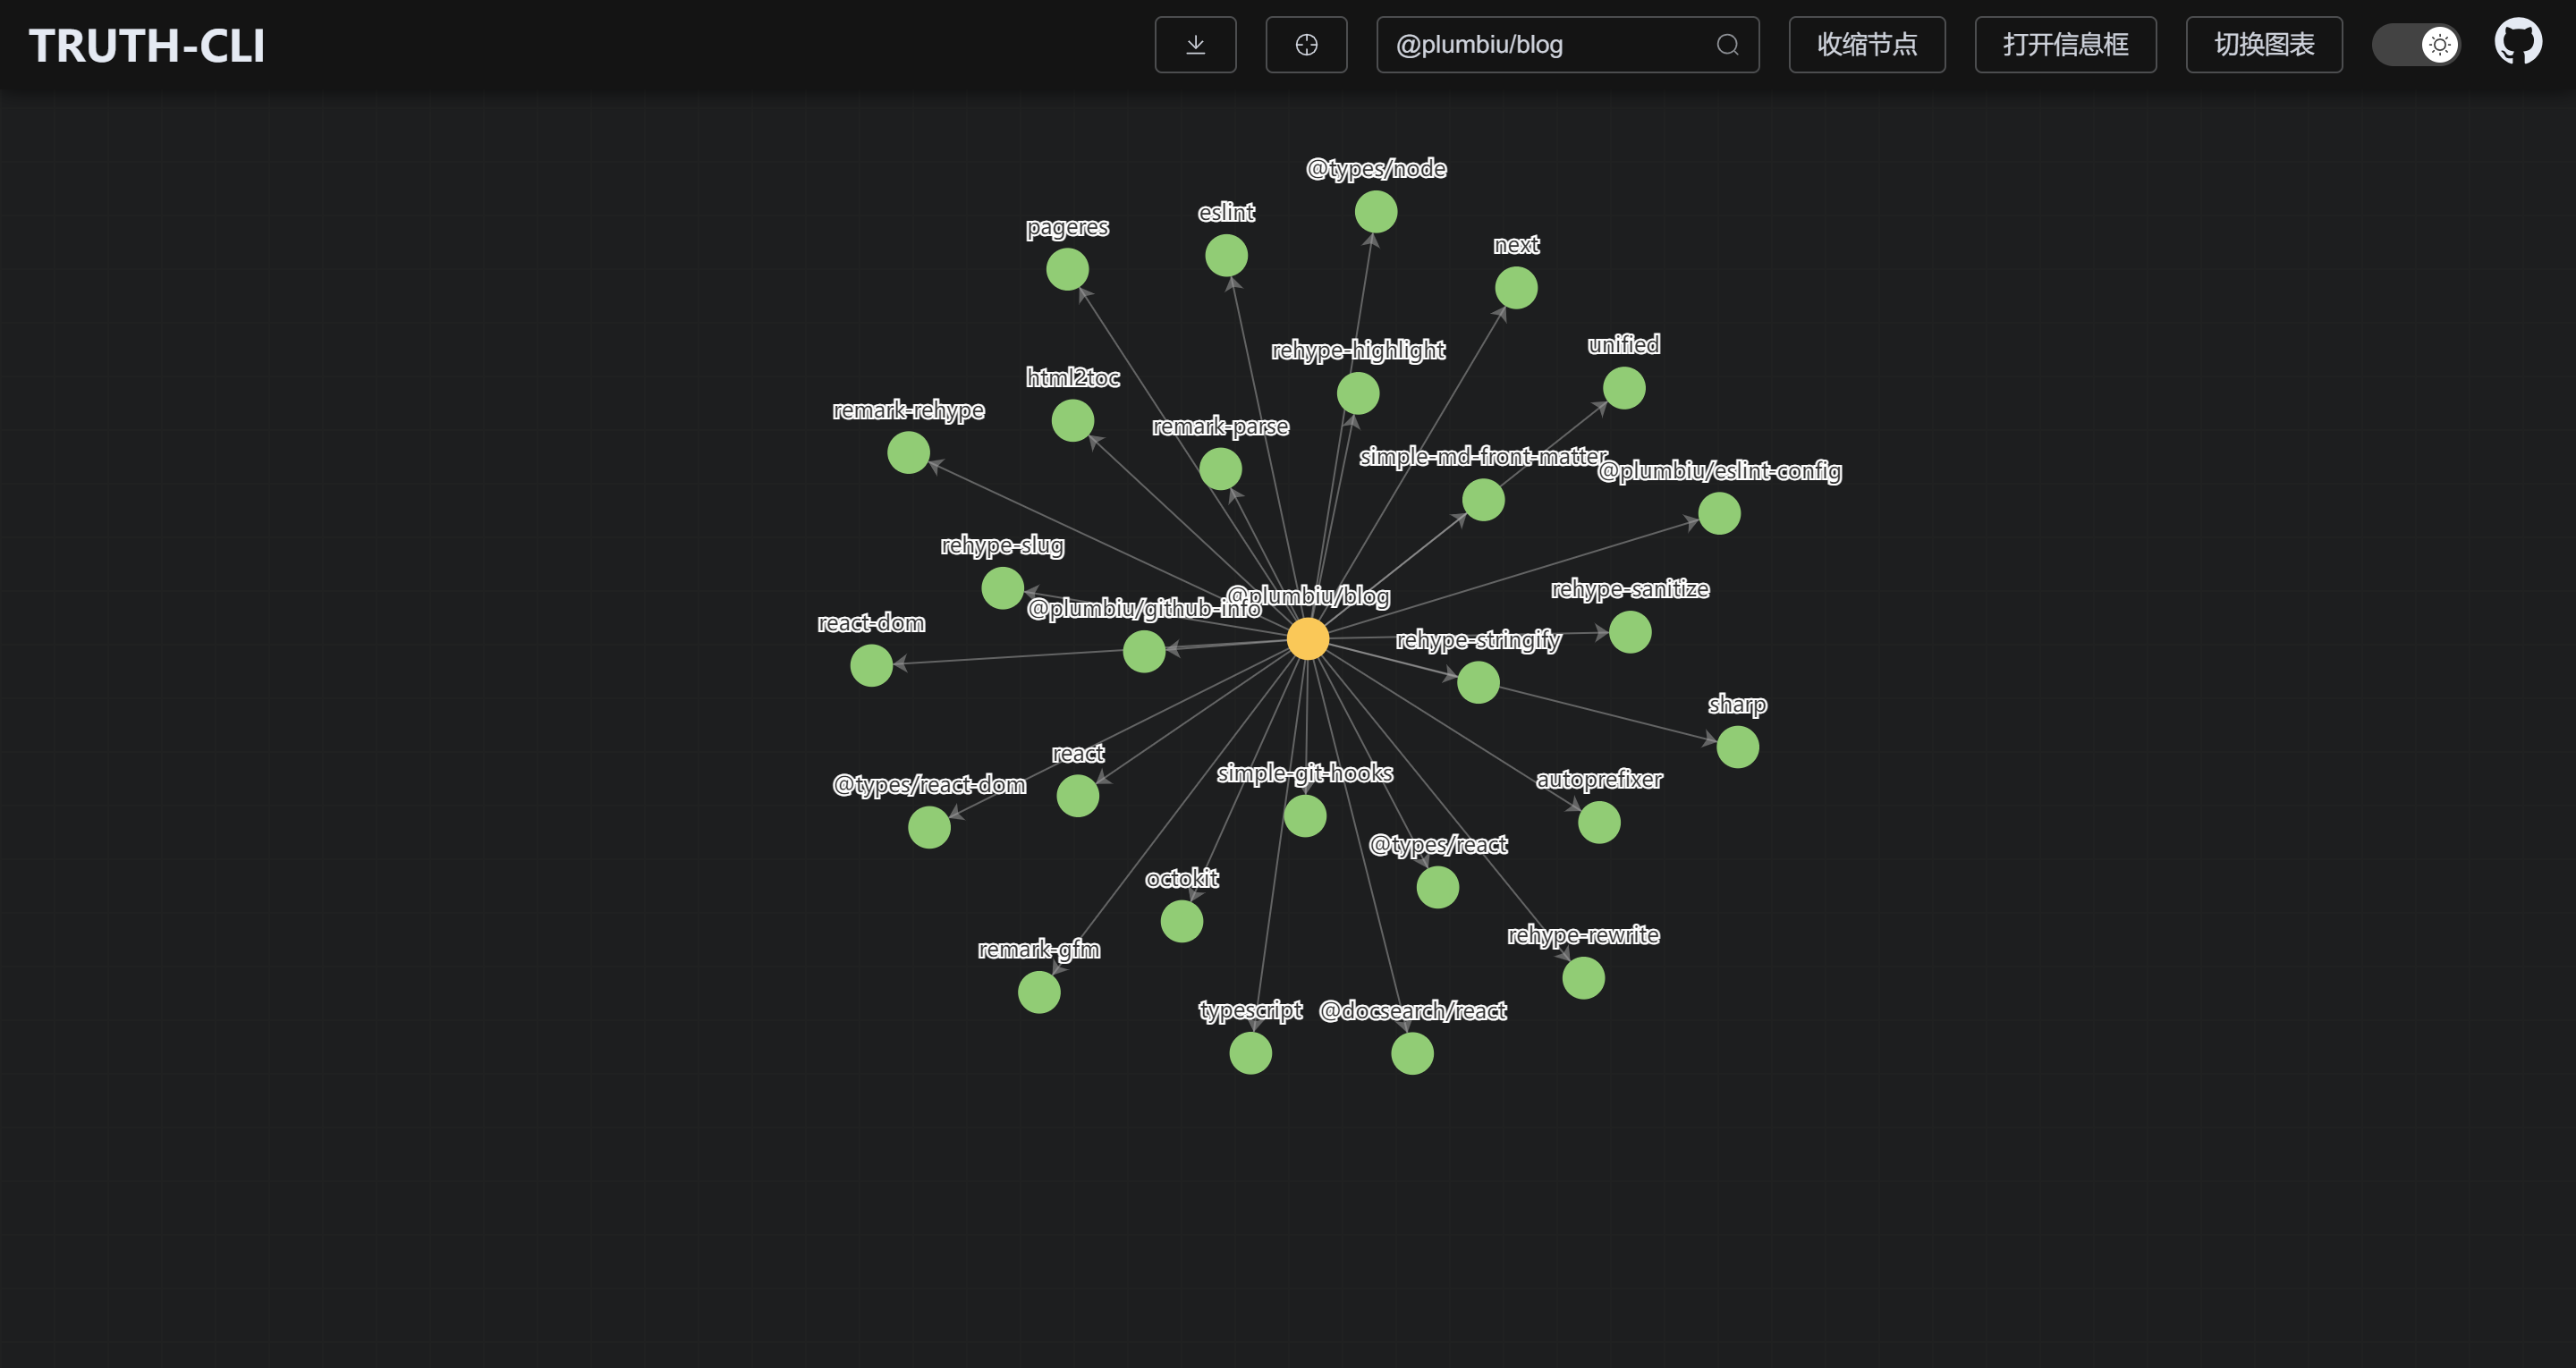 TRUTH-CLI
@plumbiu/blog
收缩节点
打开信息框
切换图表
@types/node
eslint
pageres
next
unified
rehype-highlight
html2toc
remark-rehype
remark-parse
simple-md-front-matter
@plumbiu/eslint-config
rehype-slug
rehype-sanitize
@plumbiu/blog
@plumbiu/github-info
react-dom
rehype-stringify
sharp
react
simple-git-hooks
autoprefixer
@types/react-dom
@types/react
octokit
rehype-rewrite
remark-gfm
typescript
@docsearch/react